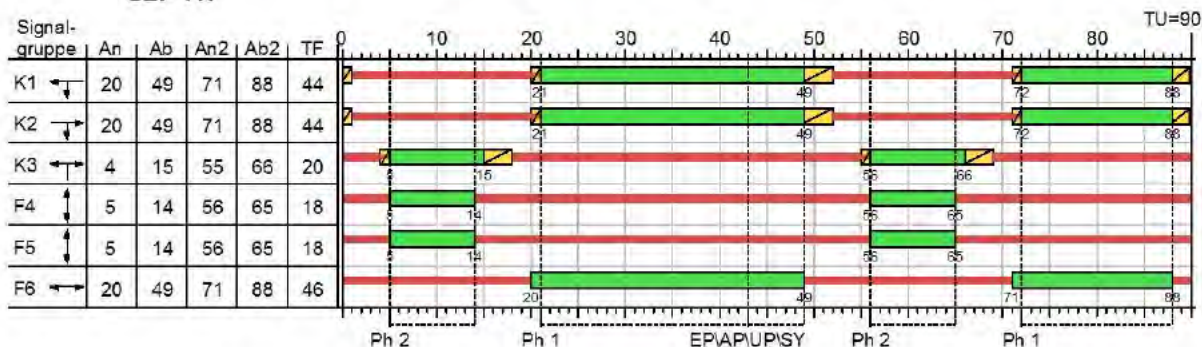 TU=90
Signal-
gruppe An Ab An2 Ab2 TF 0 10 20 30 40 50 60 70 80
K1 20 49 71 88 44
21 49 72 88
K2 20 49 71 88 44
21 49 72 88
K3 4 15 55 66 20
5 15 56 66
F4 5 14 56 65 18
5 14 56 65
F5 5 14 56 65 18
5 14 56 65
F6 20 49 71 88 46
20 49 71 88
Ph 2 Ph 1 EP\AP\UP\SY Ph 2 Ph 1